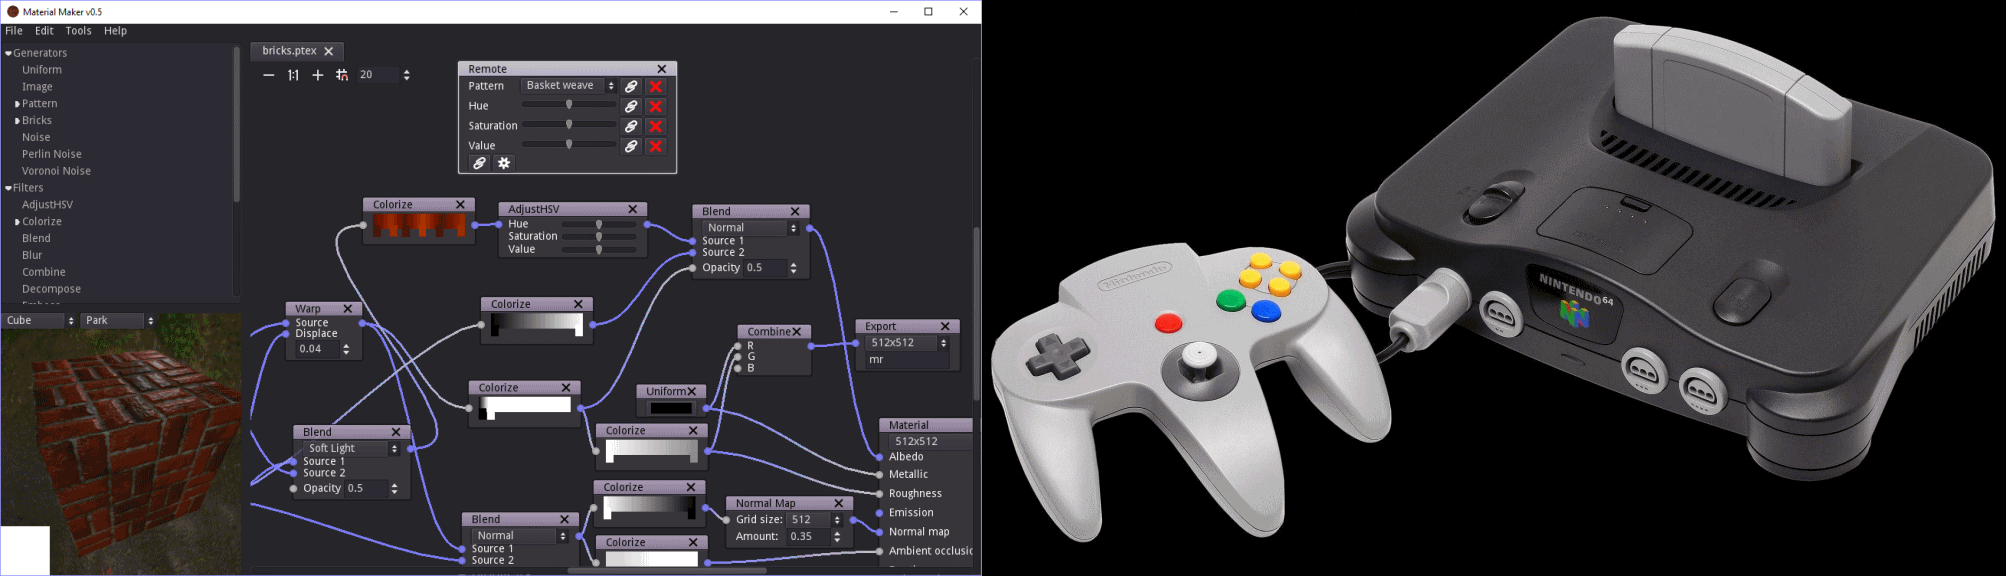 Material Maker v0.5
File Edit Tools Help
Generators
Uniform
Image
Pattern
Bricks
Noise
Perlin Noise
Voronoi Noise
Filters
AdjustHSV
Colorize
Blend
Blur
Combine
Decompose
Cube
Park
bricks.ptex
1:1
20
Remote
Pattern Basket weave
Hue
Saturation
Value
Colorize
AdjustHSV
Hue
Saturation
Value
Blend
Normal
Source 1
Source 2
Opacity 0.5
Warp
Source
Displace
0.04
Colorize
Combine
R
G
B
Export
512x512
mr
Colorize
Uniform
Colorize
Blend
Soft Light
Source 1
Source 2
Opacity 0.5
Material
512x512
Albedo
Metallic
Roughness
Emission
Normal map
Ambient occlusio
Colorize
Normal Map
Grid size: 512
Amount: 0.35
Blend
Normal
Source 1
Source 2
Colorize
Nintendo
NINTENDO 64